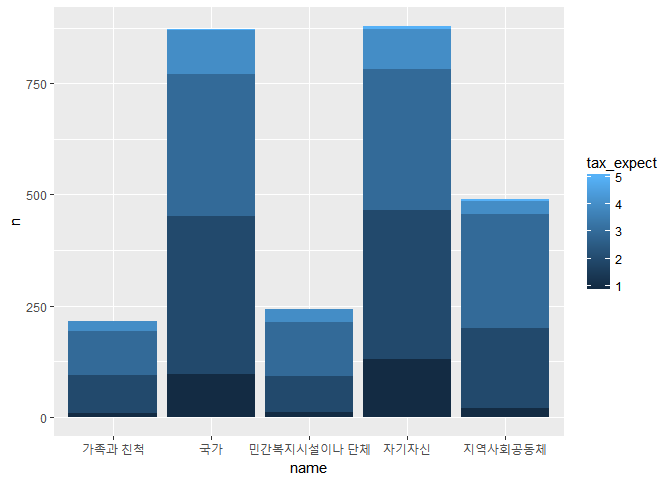 750
500
250
0
n
가족과 친척
국가
민간복지시설이나 단체
자기자신
지역사회공동체
name
tax_expect
5
4
3
2
1